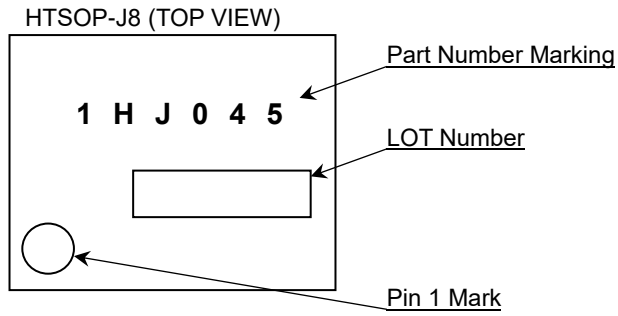 HTSOP-J8 (TOP VIEW)
Part Number Marking
1 H J 0 4 5
LOT Number
Pin 1 Mark